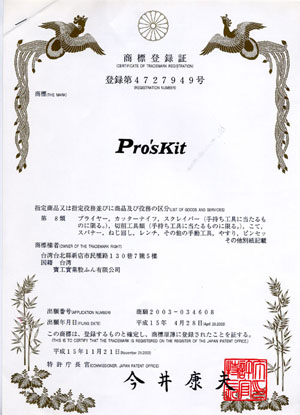 商標登録証
(CERTIFICATE OF TRADEMARK REGISTRATION)
登録第4727949号
(REGISTRATION NUMBER)
商標(THE MARK)
Pro'sKit
指定商品又は指定役務並びに商品及び役務の区分(LIST OF GOODS AND SERVICES)
第 8類 プライヤー,カッターナイフ,スクレイパー(手持ち工具に当たるも
のに限る。),切削工具類(手持ち工具に当たるものに限る。),こて,
スパナー,ねじ回し,レンチ,その他の手動工具,やすり,ピンセッ
その他別紙記載
商標権者(OWNER OF THE TRADEMARK RIGHT)
台湾台北縣新店市民權路130巷7號5樓
国籍 台湾
寶工實業股ふん有限公司
出願番号(APPLICATION NUMBER) 商願2003-034608
出願年月日(FILING DATE) 平成15年 4月28日(April 28,2003)
この商標は、登録するものと確定し、商標原簿に登録されたことを証する。
(THIS IS TO CERTIFY THAT THE TRADEMARK IS REGISTERED ON THE REGISTER OF THE JAPAN PATENT OFFICE.)
平成15年11月21日(November 21,2003)
特許庁長官(COMMISSIONER, JAPAN PATENT OFFICE)
今井康夫